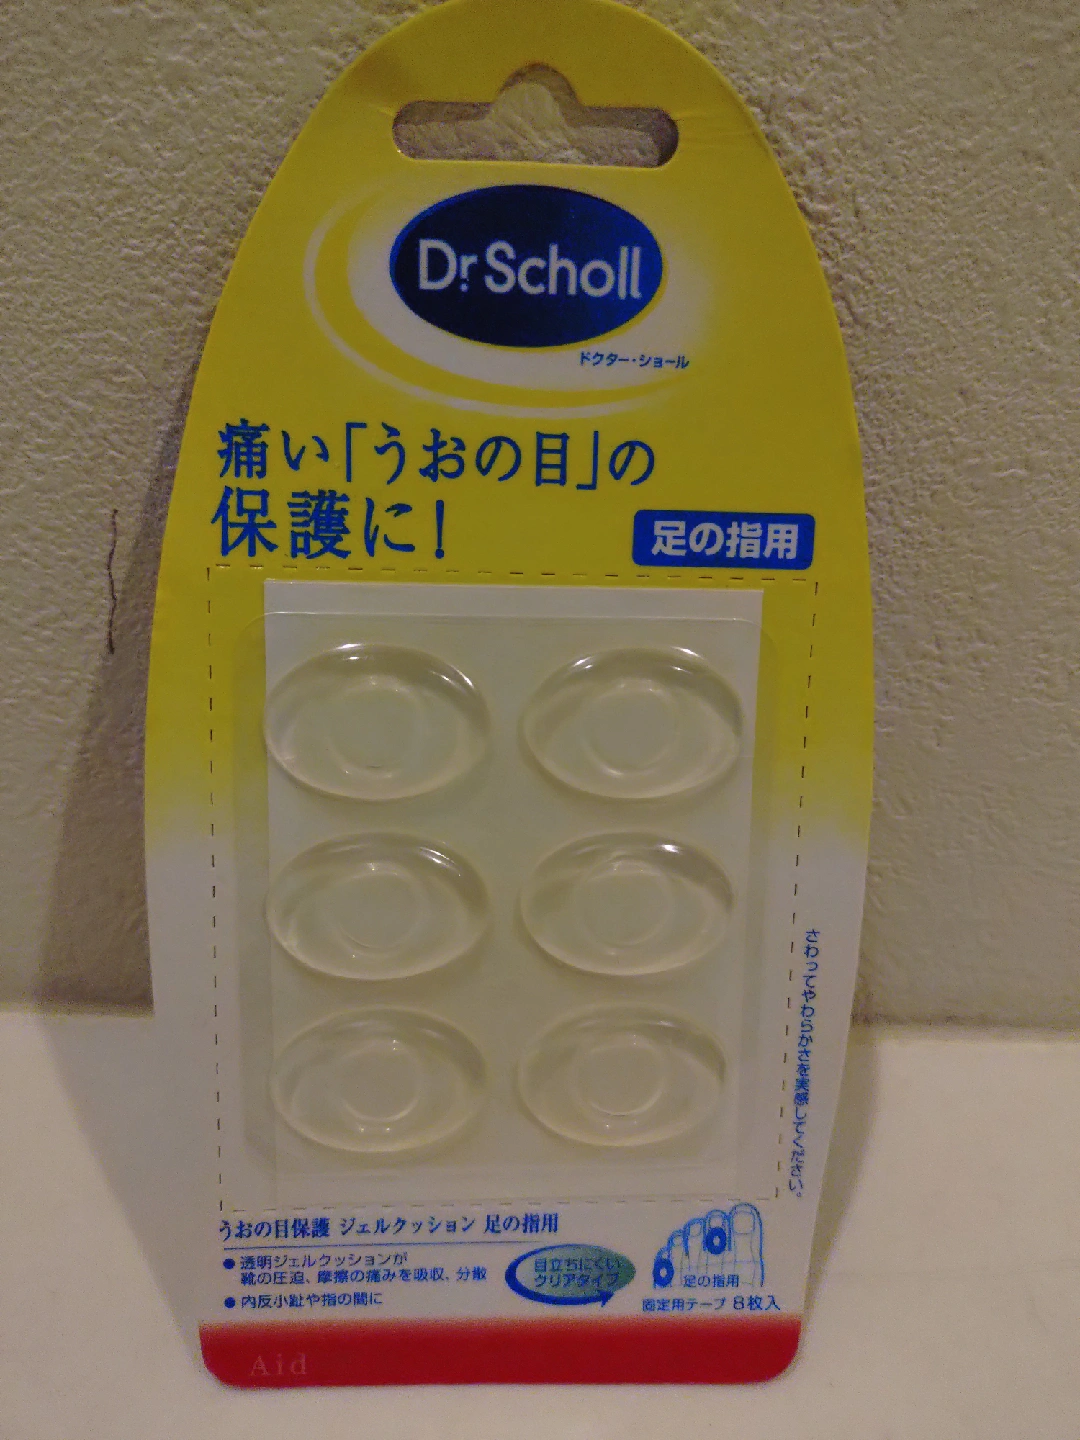 Dr.Scholl
ドクター・ショール
痛い「うおの目」の
保護に!
足の指用
さわってやわらかさを実感してください。
うおの目保護 ジェルクッション 足の指用
● 透明ジェルクッションが
靴の圧迫、摩擦の痛みを吸収、分散
● 内反小趾や指の間に
目立ちにくい
クリアタイプ
足の指用
固定用テープ 8枚入
Aid